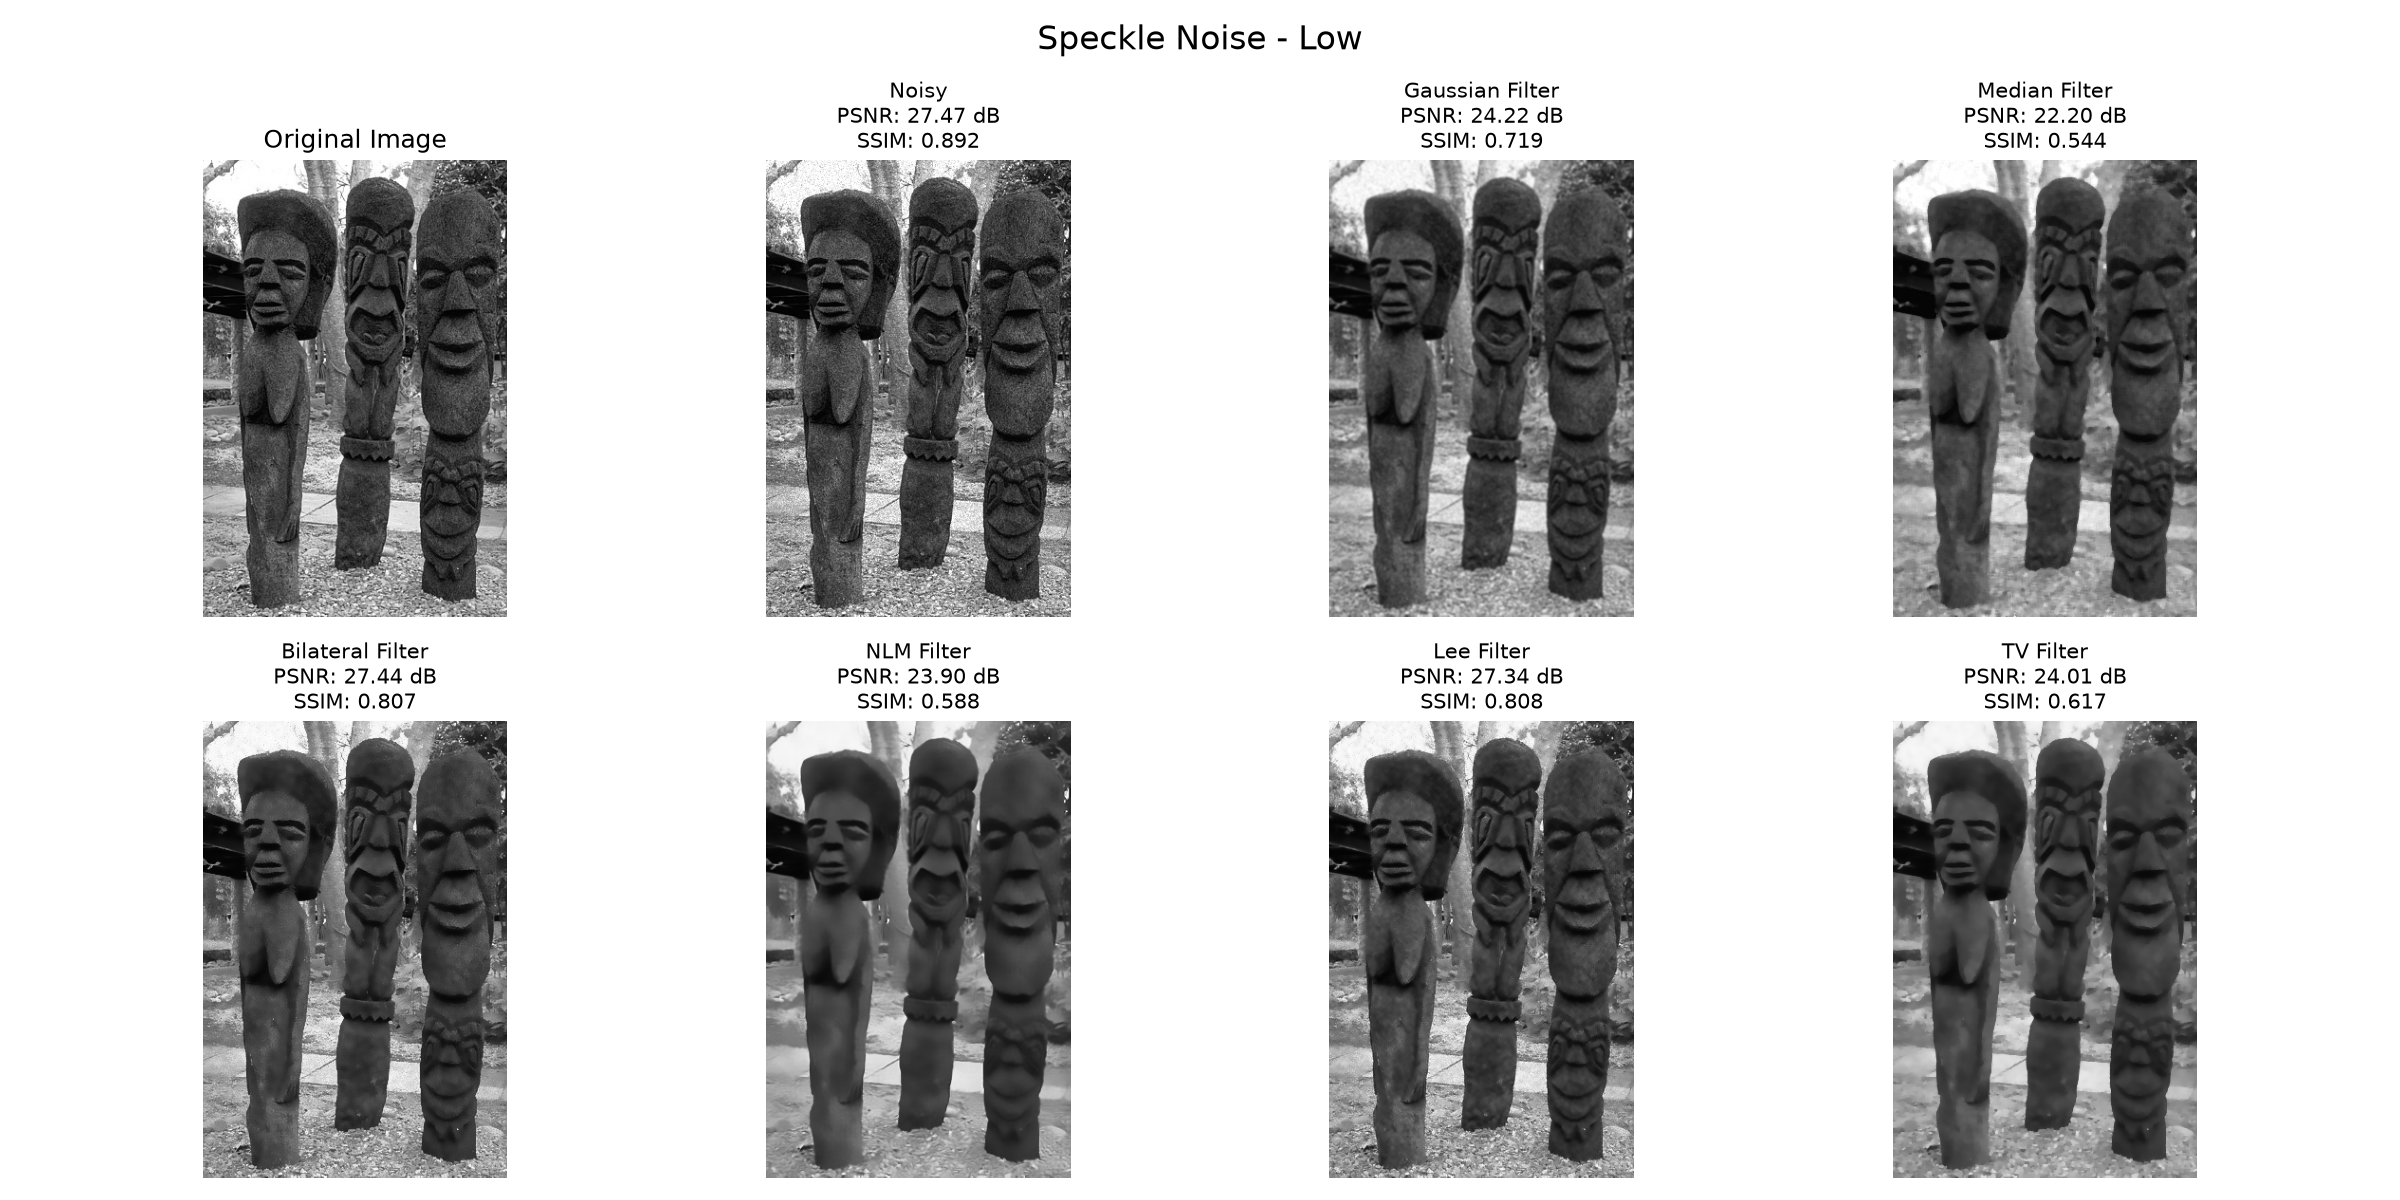 Speckle Noise - Low
Original Image
Noisy
PSNR: 27.47 dB
SSIM: 0.892
Gaussian Filter
PSNR: 24.22 dB
SSIM: 0.719
Median Filter
PSNR: 22.20 dB
SSIM: 0.544
Bilateral Filter
PSNR: 27.44 dB
SSIM: 0.807
NLM Filter
PSNR: 23.90 dB
SSIM: 0.588
Lee Filter
PSNR: 27.34 dB
SSIM: 0.808
TV Filter
PSNR: 24.01 dB
SSIM: 0.617